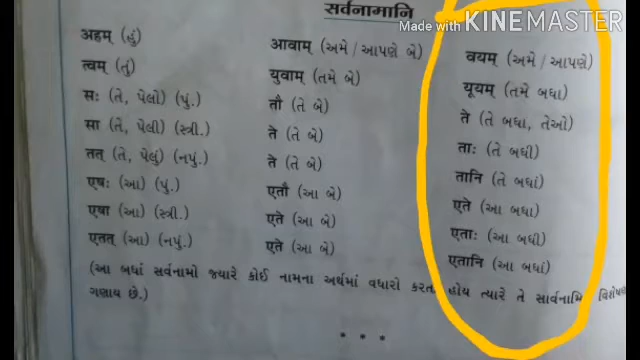 Made with KINEMASTER
સર્વનામાનિ
अहम् (હું) आवाम् (અમે / આપણે બે) वयम् (અમે / આપણે)
त्वम् (તું) युवाम् (તમે બે) यूयम् (તમે બધા)
सः (તે, પેલો) (પું.) तौ (તે બે) ते (તે બધા, તેઓ)
सा (તે, પેલી) (સ્ત્રી.) ते (તે બે) ताः (તે બધી)
तत् (તે, પેલું) (નપું.) ते (તે બે) तानि (તે બધાં)
एषः (આ) (પું.) एतौ (આ બે) एते (આ બધા)
एषा (આ) (સ્ત્રી.) एते (આ બે) एताः (આ બધી)
एतत् (આ) (નપું.) एते (આ બે) एतानि (આ બધાં)
(આ બધાં સર્વનામો જ્યારે કોઈ નામના અર્થમાં વધારો કરતાં હોય ત્યારે તે સાર્વનામિક
ગણાય છે.)